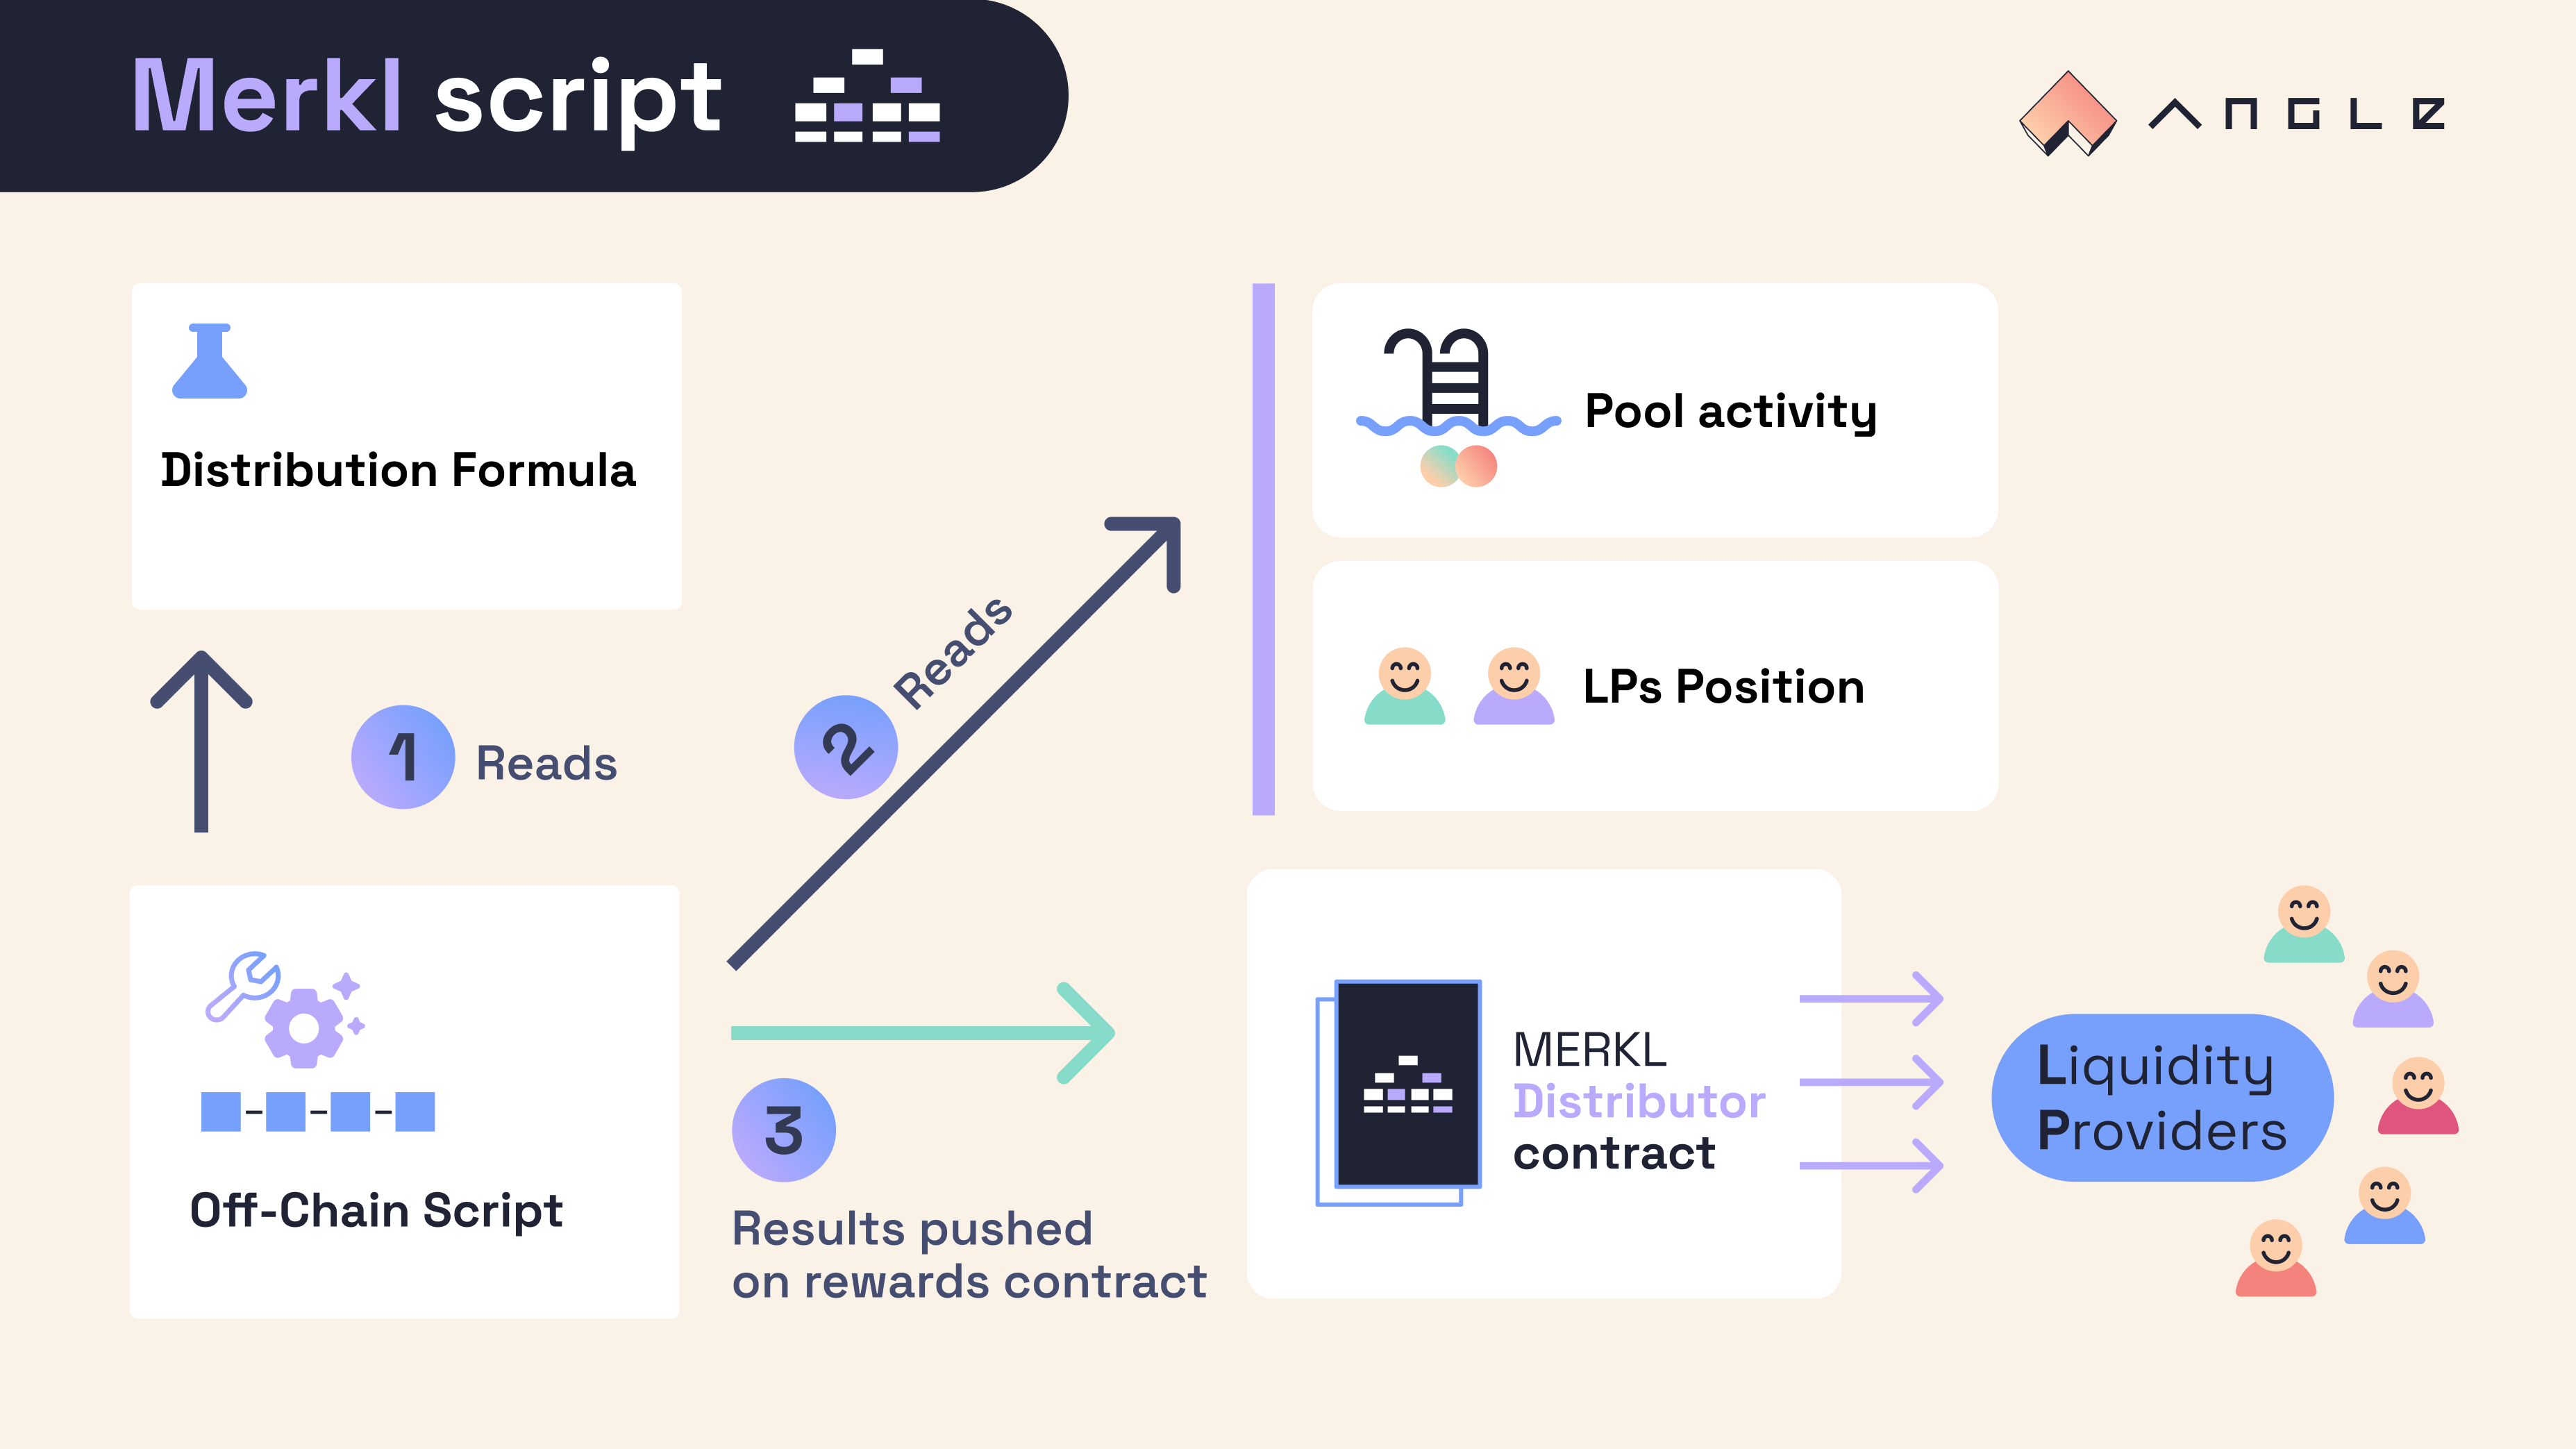 Merkl script
ANGLE
Distribution Formula
1 Reads
2 Reads
Pool activity
LPs Position
Off-Chain Script
3
Results pushed
on rewards contract
MERKL
Distributor
contract
Liquidity
Providers